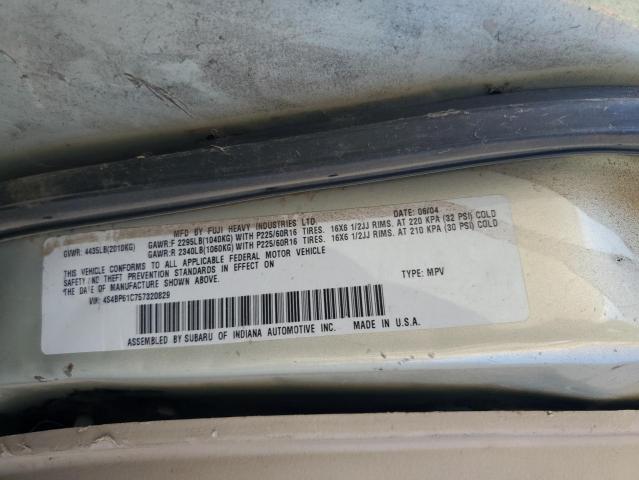 MFD BY FUJI HEAVY INDUSTRIES LTD. DATE: 06/04
GVWR: 4435LB(2010KG) GAWR:F 2295LB(1040KG) WITH P225/60R16 TIRES. 16X6 1/2JJ RIMS. AT 220 KPA (32 PSI) COLD
GAWR:R 2340LB(1060KG) WITH P225/60R16 TIRES. 16X6 1/2JJ RIMS. AT 210 KPA (30 PSI) COLD
THIS VEHICLE CONFORMS TO ALL APPLICABLE FEDERAL MOTOR VEHICLE
SAFETY AND THEFT PREVENTION STANDARDS IN EFFECT ON
THE DATE OF MANUFACTURE SHOWN ABOVE.
VIN: 4S4BP61C757320829 TYPE: MPV
ASSEMBLED BY SUBARU OF INDIANA AUTOMOTIVE INC. MADE IN U.S.A.